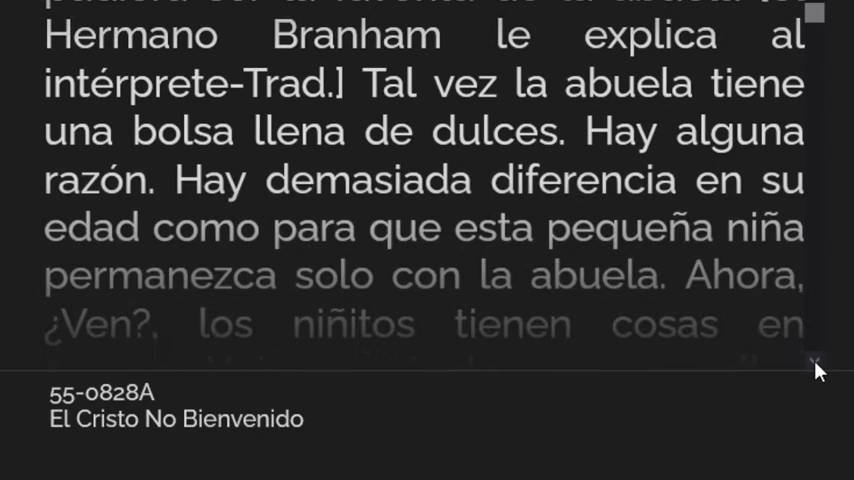 Hermano Branham le explica al
intérprete-Trad.] Tal vez la abuela tiene
una bolsa llena de dulces. Hay alguna
razón. Hay demasiada diferencia en su
edad como para que esta pequeña niña
permanezca solo con la abuela. Ahora,
¿Ven?, los niñitos tienen cosas en
55-0828A
El Cristo No Bienvenido